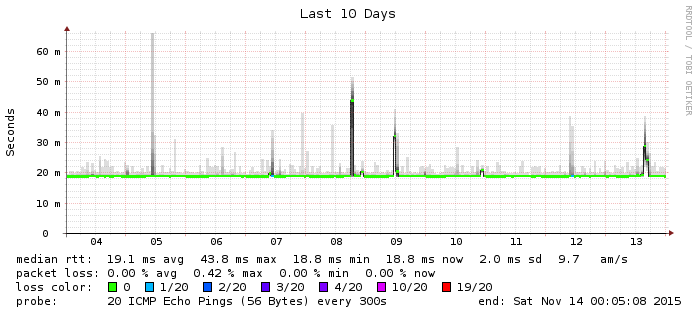 Last 10 Days
RRDTOOL / TOBI OETIKER
Seconds
60 m
50 m
40 m
30 m
20 m
10 m
0
04 05 06 07 08 09 10 11 12 13
median rtt: 19.1 ms avg 43.8 ms max 18.8 ms min 18.8 ms now 2.0 ms sd 9.7 am/s
packet loss: 0.00 % avg 0.42 % max 0.00 % min 0.00 % now
loss color: 0 1/20 2/20 3/20 4/20 10/20 19/20
probe: 20 ICMP Echo Pings (56 Bytes) every 300s end: Sat Nov 14 00:05:08 2015